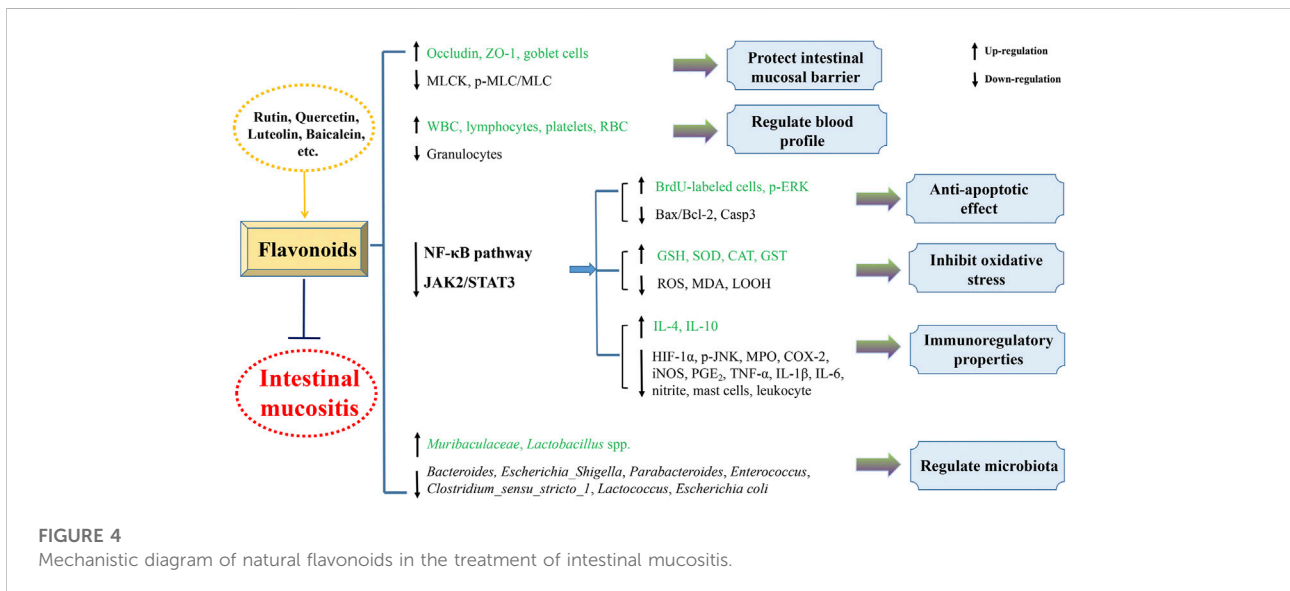 Rutin, Quercetin,
Luteolin, Baicalein,
etc.
Flavonoids
Intestinal
mucositis
Occludin, ZO-1, goblet cells
MLCK, p-MLC/MLC
Protect intestinal
mucosal barrier
Up-regulation
Down-regulation
WBC, lymphocytes, platelets, RBC
Granulocytes
Regulate blood
profile
NF-κB pathway
JAK2/STAT3
BrdU-labeled cells, p-ERK
Bax/Bcl-2, Casp3
Anti-apoptotic
effect
GSH, SOD, CAT, GST
ROS, MDA, LOOH
Inhibit oxidative
stress
IL-4, IL-10
HIF-1α, p-JNK, MPO, COX-2,
iNOS, PGE₂, TNF-α, IL-1β, IL-6,
nitrite, mast cells, leukocyte
Immunoregulatory
properties
Muribaculaceae, Lactobacillus spp.
Bacteroides, Escherichia_Shigella, Parabacteroides, Enterococcus,
Clostridium_sensu_stricto_1, Lactococcus, Escherichia coli
Regulate microbiota
FIGURE 4
Mechanistic diagram of natural flavonoids in the treatment of intestinal mucositis.